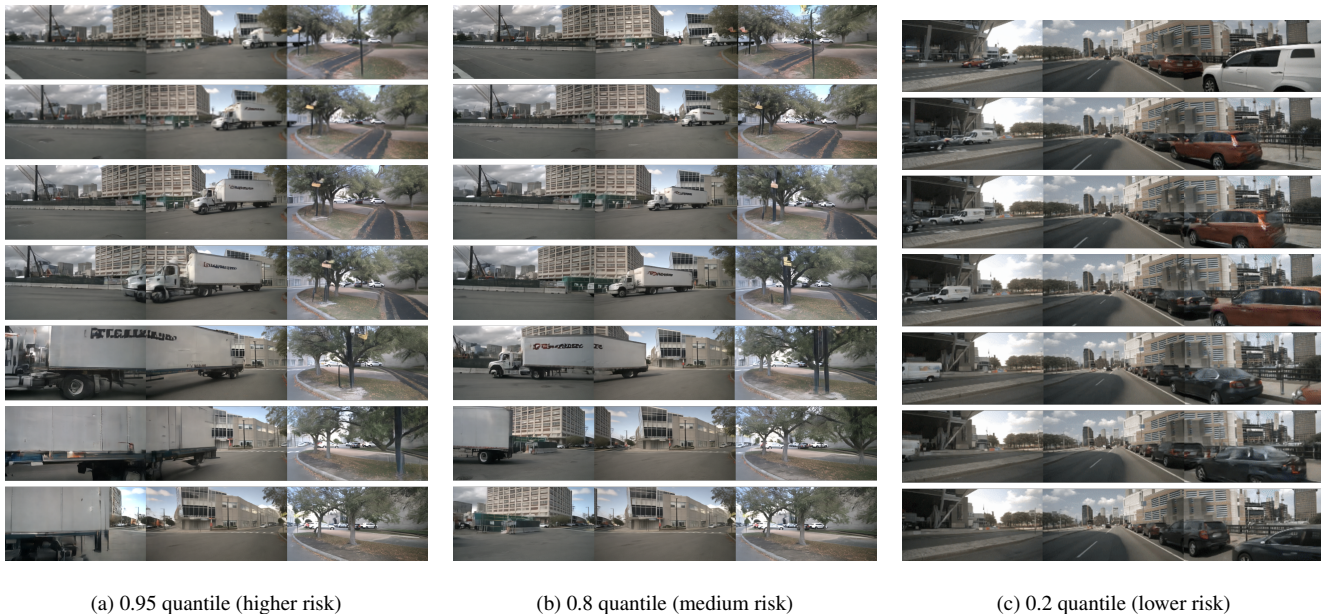 (a) 0.95 quantile (higher risk)
(b) 0.8 quantile (medium risk)
(c) 0.2 quantile (lower risk)